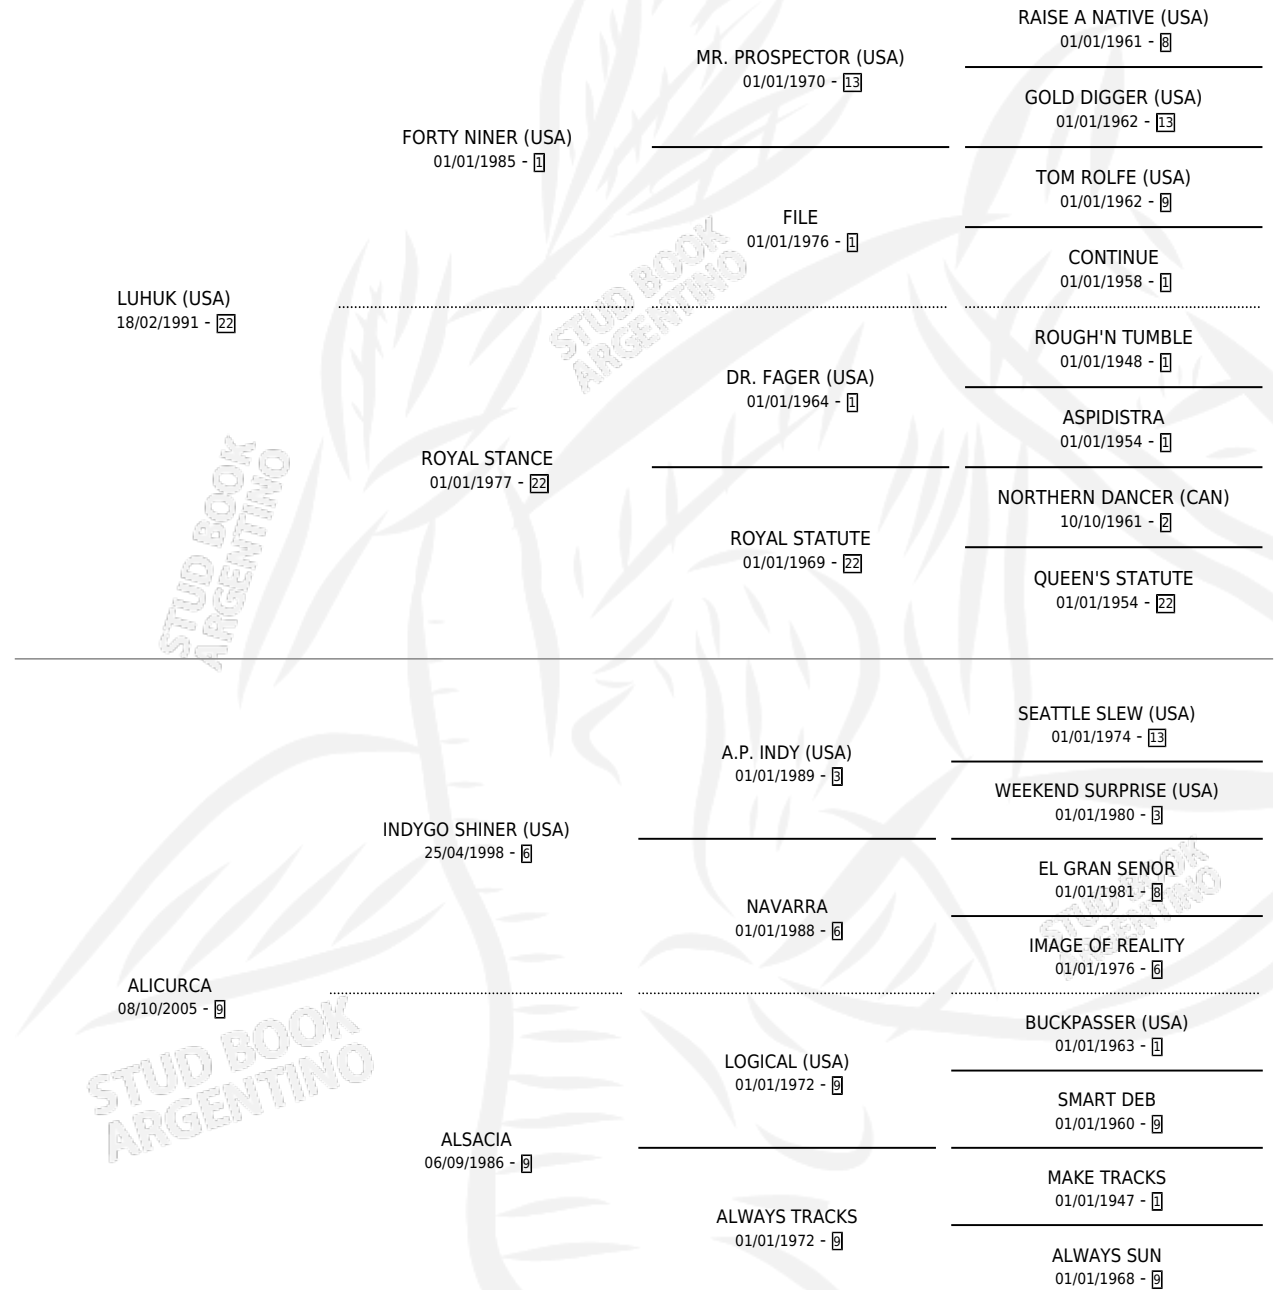 RAISE A NATIVE (USA)
01/01/1961 - 8
MR. PROSPECTOR (USA)
01/01/1970 - 13
GOLD DIGGER (USA)
01/01/1962 - 13
FORTY NINER (USA)
01/01/1985 - 1
TOM ROLFE (USA)
01/01/1962 - 9
FILE
01/01/1976 - 1
CONTINUE
01/01/1958 - 1
LUHUK (USA)
18/02/1991 - 22
STUD BOOK
ARGENTINO
ROUGH'N TUMBLE
01/01/1948 - 1
DR. FAGER (USA)
01/01/1964 - 1
ASPIDISTRA
01/01/1954 - 1
ROYAL STANCE
01/01/1977 - 22
NORTHERN DANCER (CAN)
10/10/1961 - 2
ROYAL STATUTE
01/01/1969 - 22
QUEEN'S STATUTE
01/01/1954 - 22
STUD BOOK
ARGENTINO
SEATTLE SLEW (USA)
01/01/1974 - 13
A.P. INDY (USA)
01/01/1989 - 3
WEEKEND SURPRISE (USA)
01/01/1980 - 3
INDYGO SHINER (USA)
25/04/1998 - 6
EL GRAN SENOR
01/01/1981 - 8
NAVARRA
01/01/1988 - 6
STUD BOOK
ARGENTINO
IMAGE OF REALITY
01/01/1976 - 6
ALICURCA
08/10/2005 - 9
BUCKPASSER (USA)
01/01/1963 - 1
LOGICAL (USA)
01/01/1972 - 9
STUD BOOK
ARGENTINO
SMART DEB
01/01/1960 - 9
ALSACIA
06/09/1986 - 9
MAKE TRACKS
01/01/1947 - 1
ALWAYS TRACKS
01/01/1972 - 9
ALWAYS SUN
01/01/1968 - 9